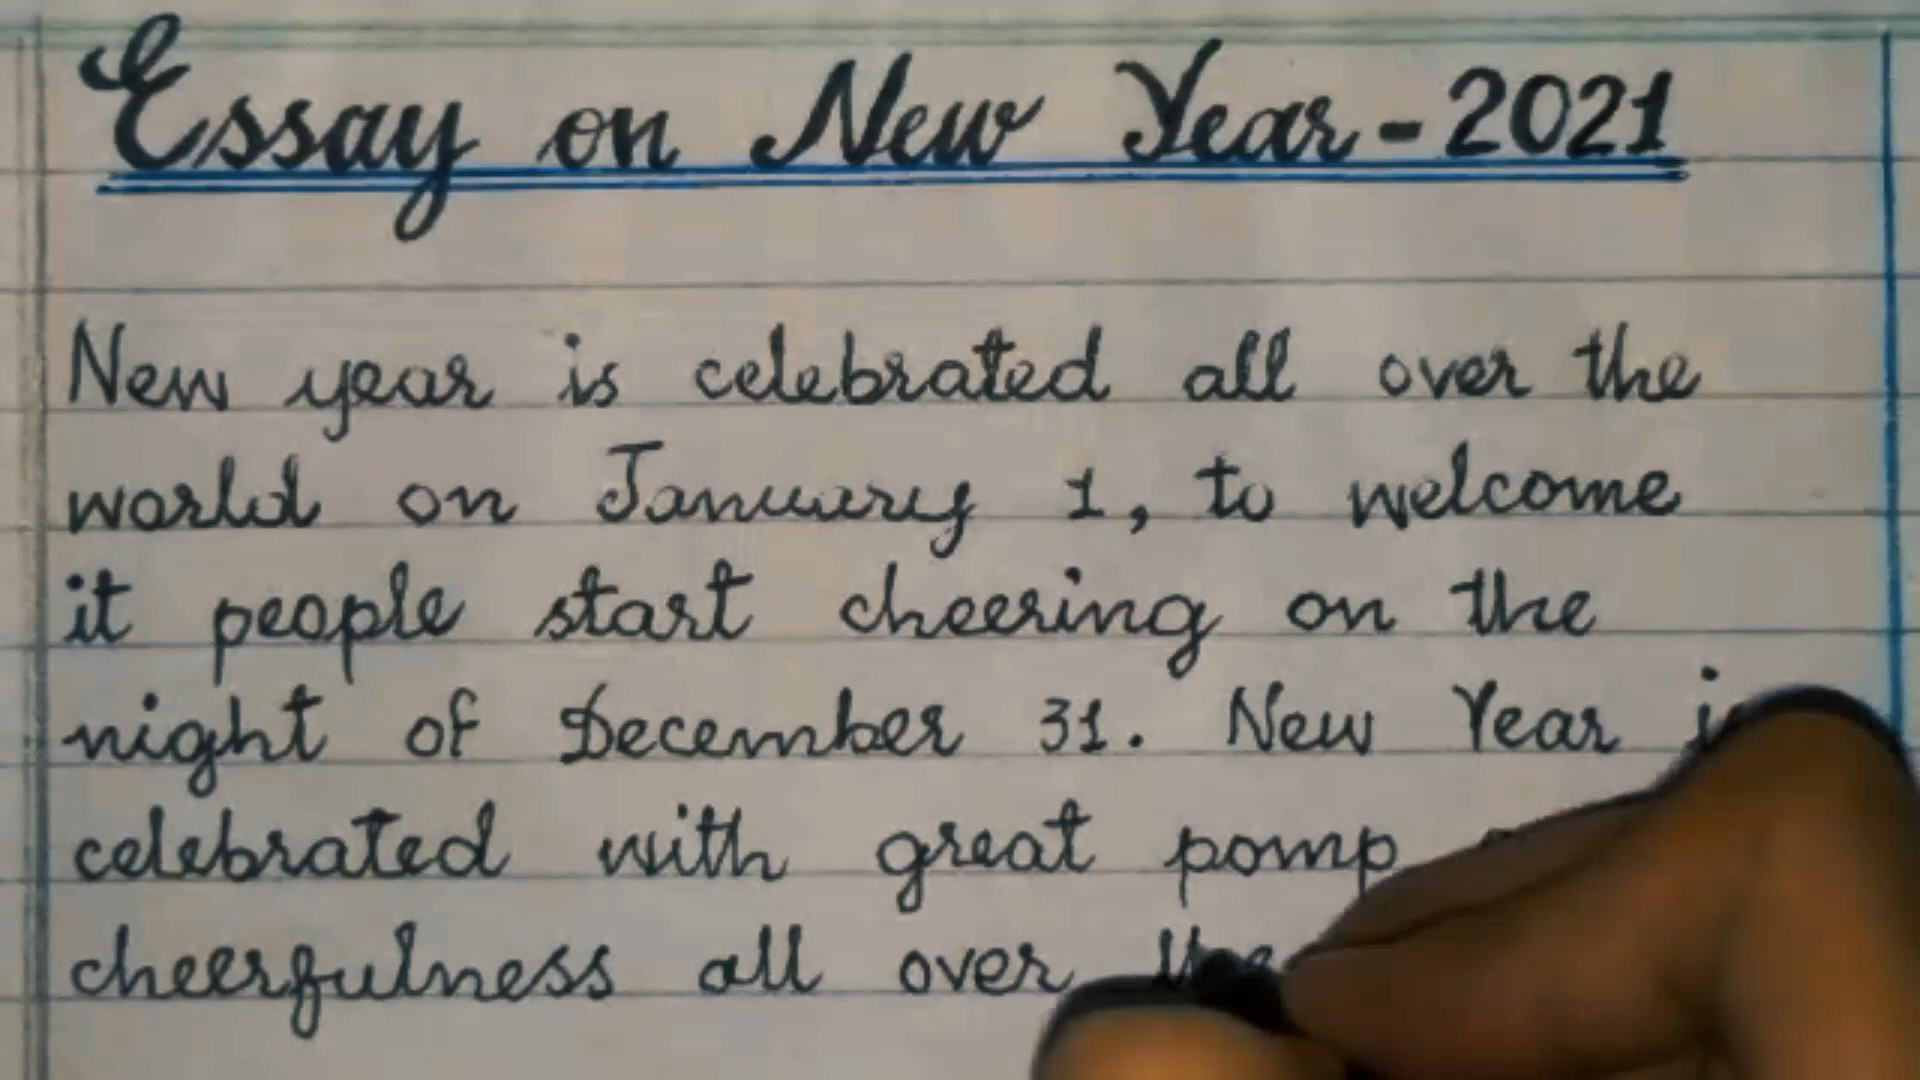 Essay on New Year - 2021
New year is celebrated all over the
world on January 1, to welcome
it people start cheering on the
night of December 31. New Year
celebrated with great pomp
cheerfulness all over the